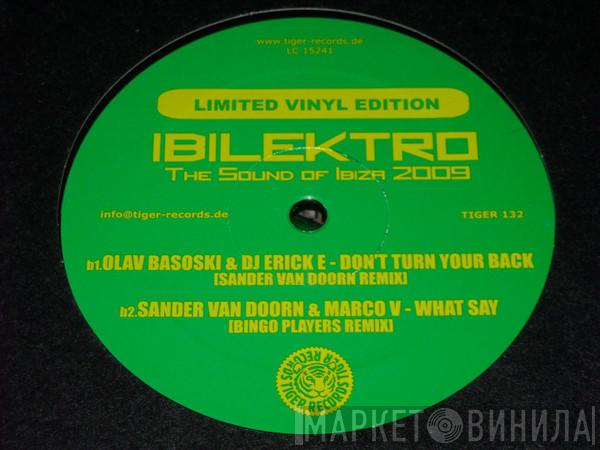 www.tiger-records.de
LC 15241
LIMITED VINYL EDITION
IBILEKTRO
THE SOUND OF IBIZA 2009
info@tiger-records.de
TIGER 132
b1.OLAV BASOSKI & DJ ERICK E - DON'T TURN YOUR BACK
[SANDER VAN DOORN REMIX]
b2.SANDER VAN DOORN & MARCO V - WHAT SAY
[BINGO PLAYERS REMIX]
TIGER RECORDS TIGER RECORDS
МАРКЕТ ВИНИЛА